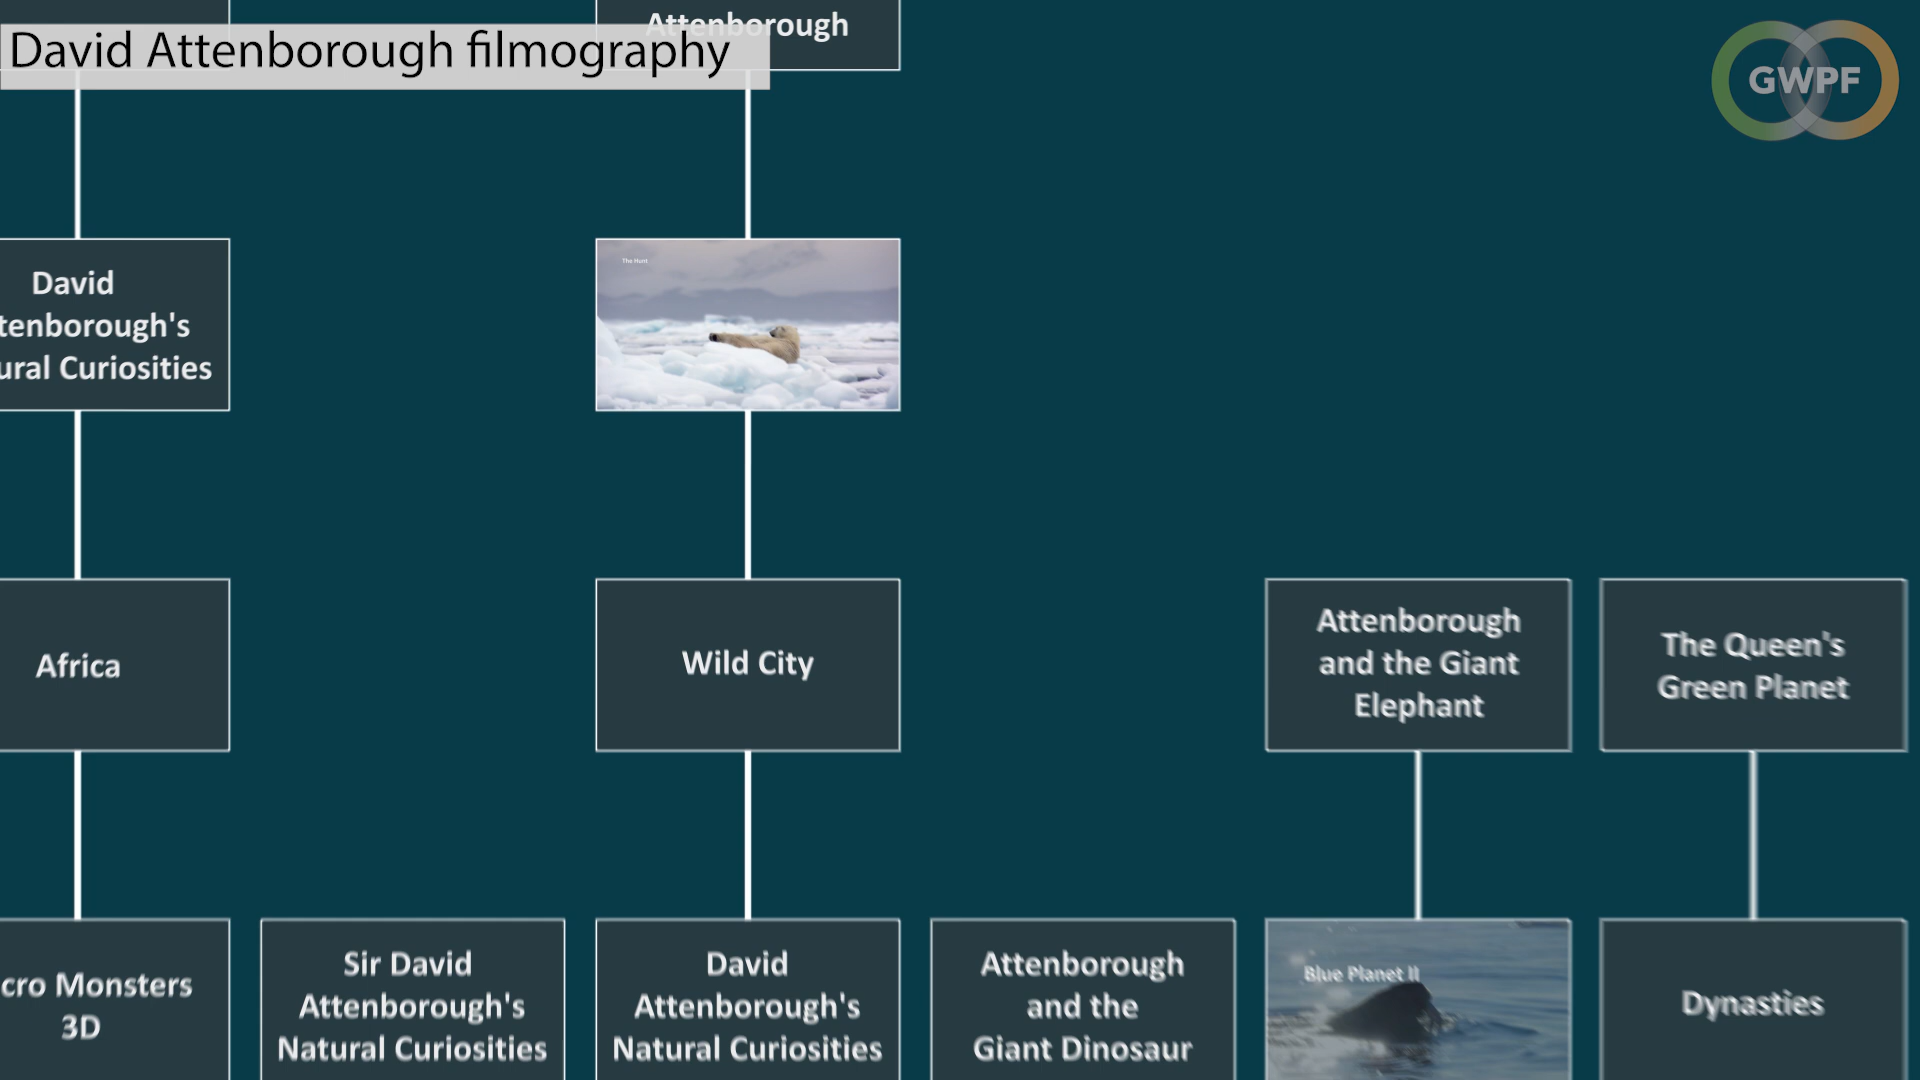 Attenborough
David Attenborough filmography
GWPF
David
tenborough's
ural Curiosities
The Hunt
Africa
Wild City
Attenborough
and the Giant
Elephant
The Queen's
Green Planet
cro Monsters
3D
Sir David
Attenborough's
Natural Curiosities
David
Attenborough's
Natural Curiosities
Attenborough
and the
Giant Dinosaur
Blue Planet II
Dynasties